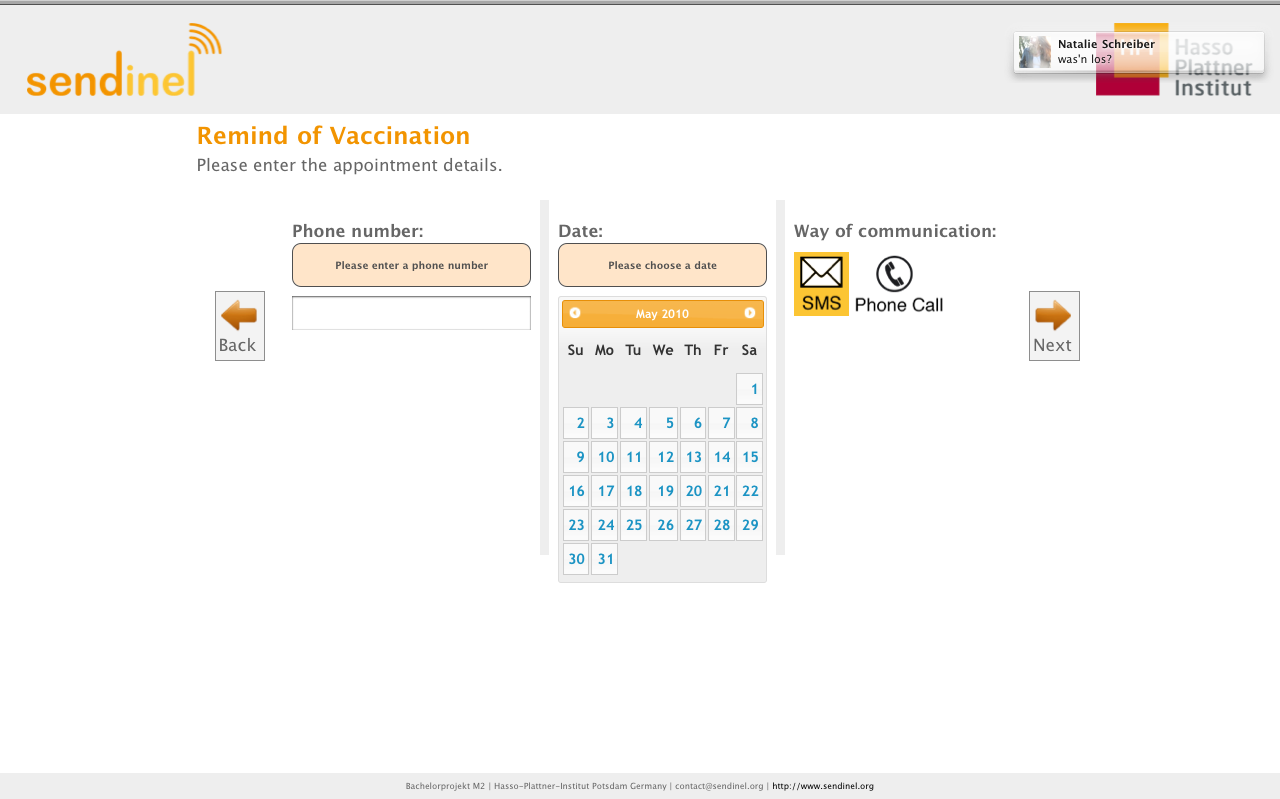 sendinel
Natalie Schreiber
was'n los?
Hasso
Plattner
Institut
Remind of Vaccination
Please enter the appointment details.
Phone number:
Please enter a phone number
Date:
Please choose a date
May 2010
Su Mo Tu We Th Fr Sa
1
2 3 4 5 6 7 8
9 10 11 12 13 14 15
16 17 18 19 20 21 22
23 24 25 26 27 28 29
30 31
Way of communication:
SMS
Phone Call
Back
Next
Bachelorprojekt M2 | Hasso-Plattner-Institut Potsdam Germany | contact@sendinel.org | http://www.sendinel.org